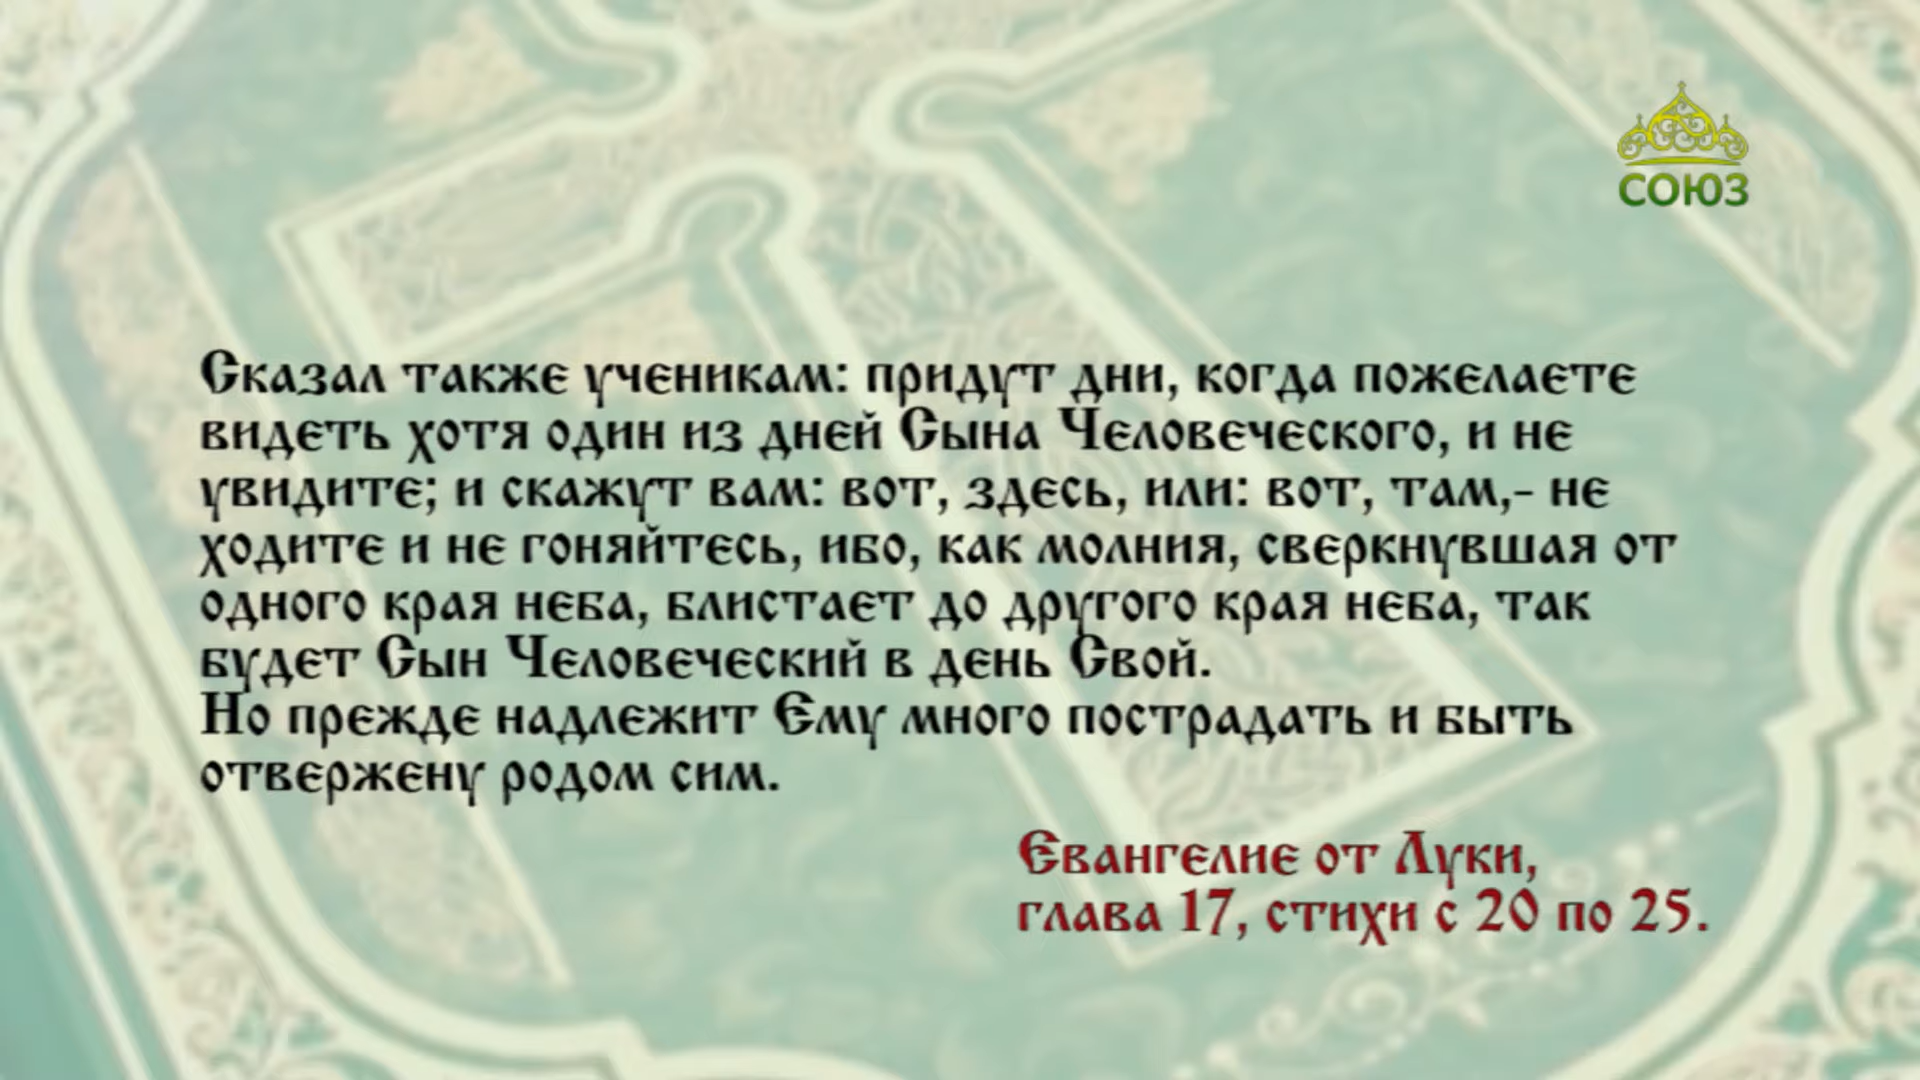 СОЮЗ
Сказал также ученикам: придут дни, когда пожелаете
видеть хотя один из дней Сына Человеческого, и не
увидите; и скажут вам: вот, здесь, или: вот, там,- не
ходите и не гоняйтесь, ибо, как молния, сверкнувшая от
одного края неба, блистает до другого края неба, так
будет Сын Человеческий в день Свой.
Но прежде надлежит Ему много пострадать и быть
отвержену родом сим.
Евангелие от Луки,
глава 17, стихи с 20 по 25.